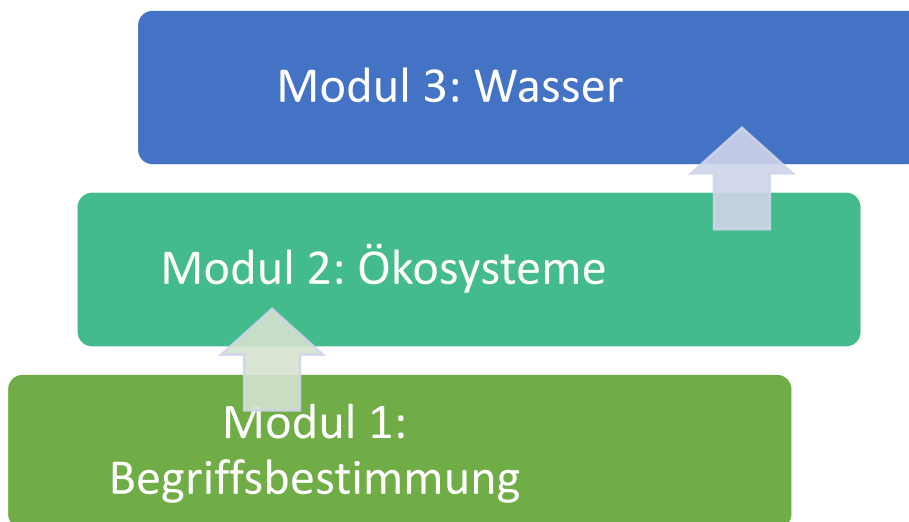 Modul 3: Wasser
Modul 2: Ökosysteme
Modul 1:
Begriffsbestimmung